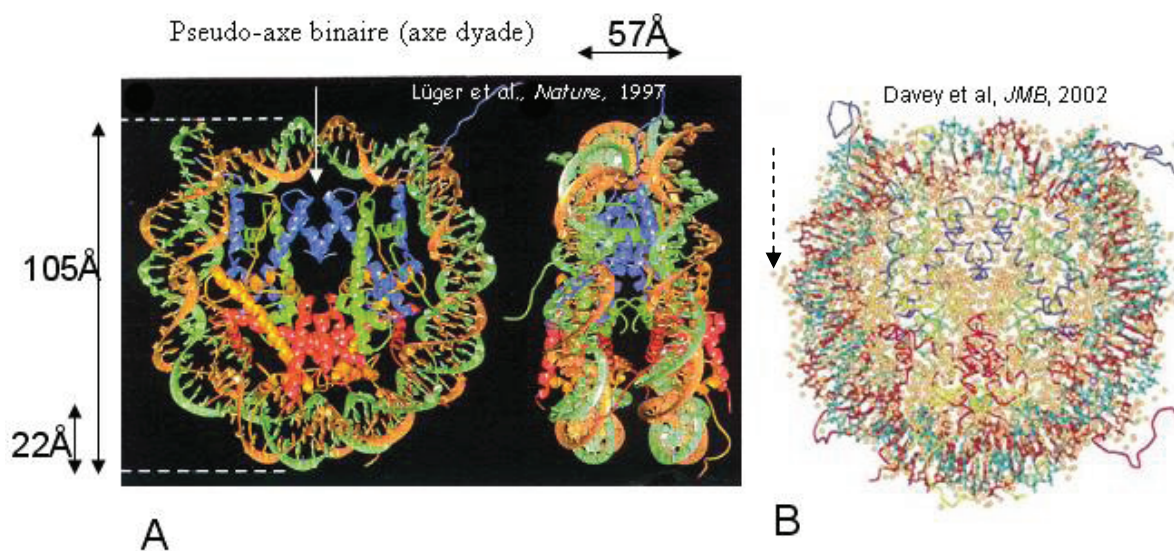 Pseudo-axe binaire (axe dyade)
57Å
Lüger et al., Nature, 1997
Davey et al, JMB, 2002
105Å
22Å
A
B